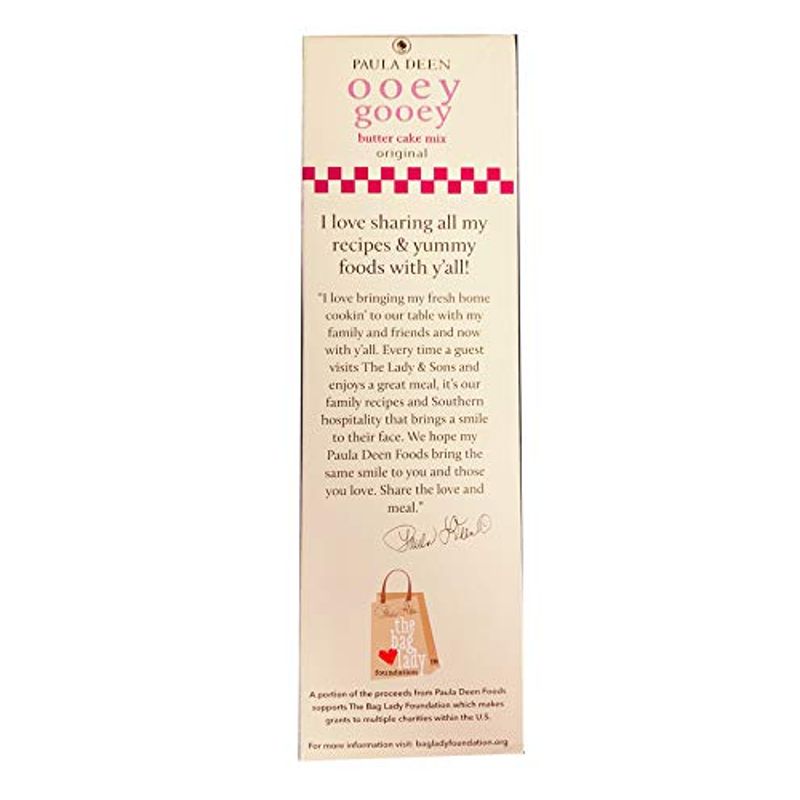 PAULA DEEN
ooey
gooey
butter cake mix
original
I love sharing all my
recipes & yummy
foods with y'all!
"I love bringing my fresh home
cookin' to our table with my
family and friends and now
with y'all. Every time a guest
visits The Lady & Sons and
enjoys a great meal, it's our
family recipes and Southern
hospitality that brings a smile
to their face. We hope my
Paula Deen Foods bring the
same smile to you and those
you love. Share the love and
meal."
Paula Deen
the
bag
lady™
foundation
A portion of the proceeds from Paula Deen Foods
supports The Bag Lady Foundation which makes
grants to multiple charities within the U.S.
For more information visit: bagladyfoundation.org